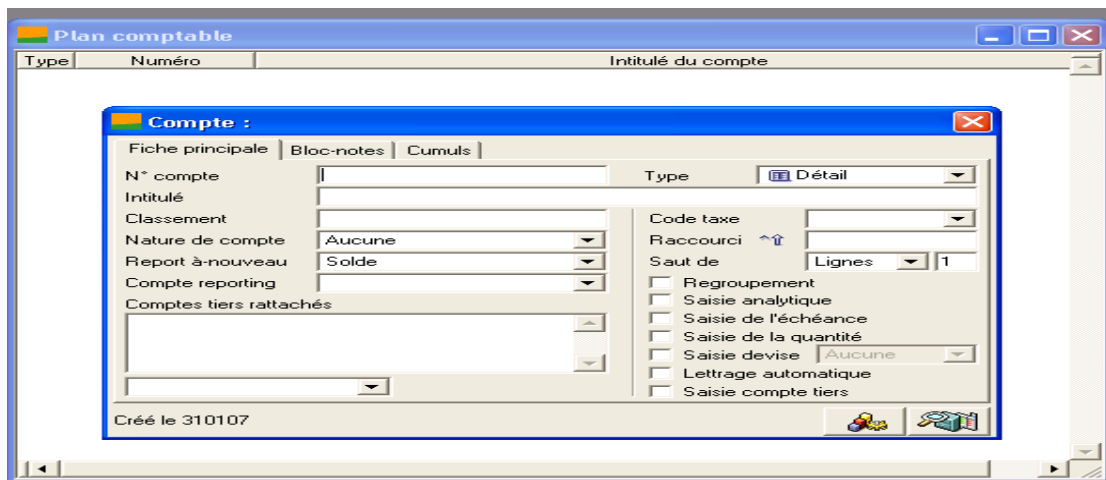 Plan comptable
Type Numéro Intitulé du compte
Compte :
Fiche principale Bloc-notes Cumuls
N° compte Type Détail
Intitulé
Classement Code taxe
Nature de compte Aucune Raccourci
Report à-nouveau Solde Saut de Lignes 1
Compte reporting Regroupement
Comptes tiers rattachés Saisie analytique
Saisie de l'échéance
Saisie de la quantité
Saisie devise Aucune
Lettrage automatique
Saisie compte tiers
Créé le 310107